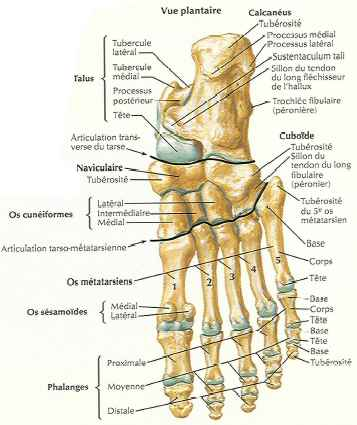 Vue plantaire
Calcanéus
Tubérosité
Processus médial
Processus latéral
Sustentaculum tali
Sillon du tendon
du long fléchisseur
de l'hallux
Trochlée fibulaire
(péronière)
Tubercule
latéral
Talus
Tubercule
médial
Processus
postérieur
Tête
Articulation trans-
verse du tarse
Cuboïde
Tubérosité
Sillon du
tendon du long
fibulaire
(péronier)
Naviculaire
Tubérosité
Tubérosité
du 5e os
métatarsien
Os cunéiformes
Latéral
Intermédiaire
Médial
Base
Articulation tarso-métatarsienne
Corps
Os métatarsiens
1
2
3
4
5
Tête
Os sésamoïdes
Médial
Latéral
Base
Corps
Tête
Base
Tête
Base
Tubérosité
Phalanges
Proximale
Moyenne
Distale